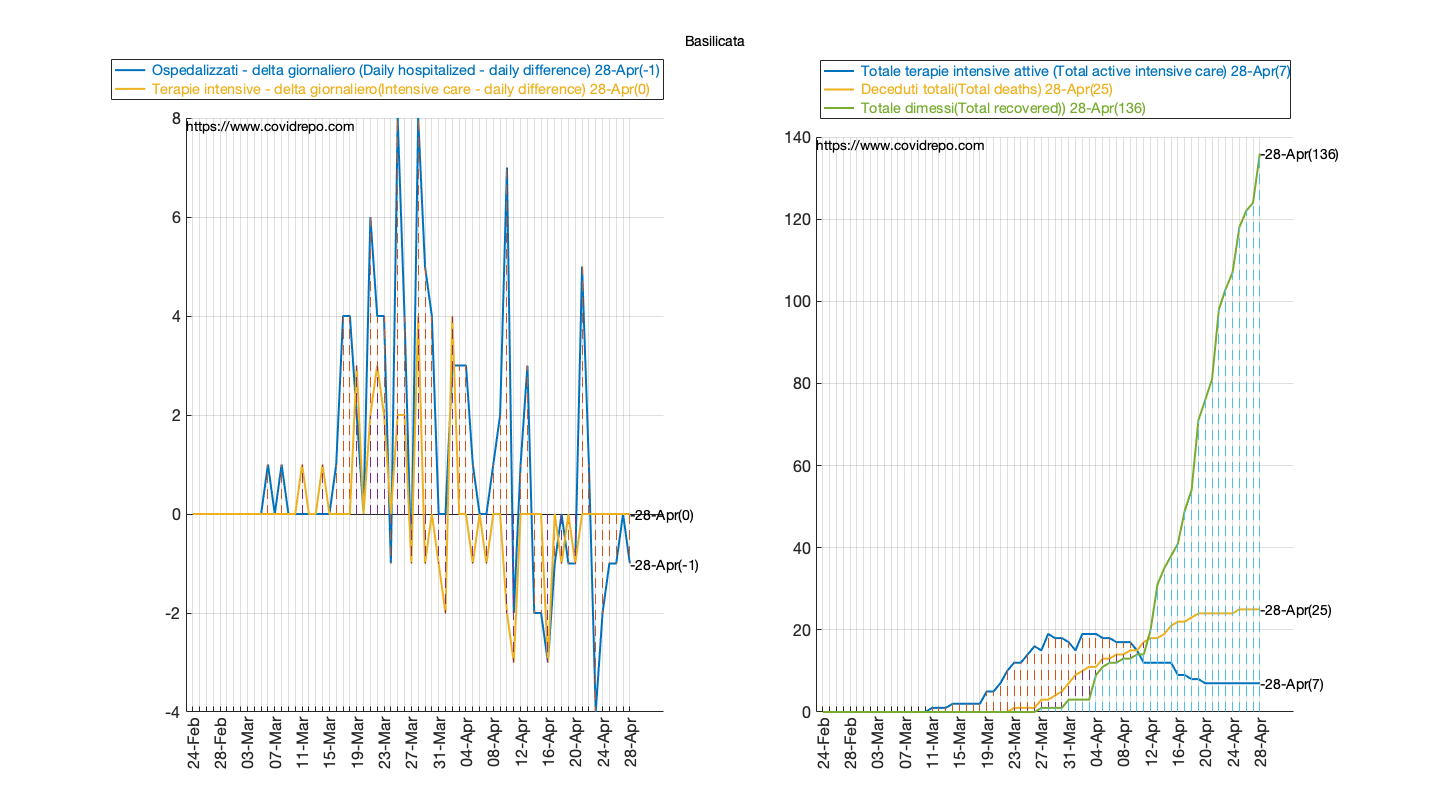 Basilicata
Ospedalizzati - delta giornaliero (Daily hospitalized - daily difference) 28-Apr(-1)
Terapie intensive - delta giornaliero(Intensive care - daily difference) 28-Apr(0)
https://www.covidrepo.com
8
6
4
2
0
-2
-4
-28-Apr(0)
-28-Apr(-1)
24-Feb
28-Feb
03-Mar
07-Mar
11-Mar
15-Mar
19-Mar
23-Mar
27-Mar
31-Mar
04-Apr
08-Apr
12-Apr
16-Apr
20-Apr
24-Apr
28-Apr
Totale terapie intensive attive (Total active intensive care) 28-Apr(7)
Deceduti totali(Total deaths) 28-Apr(25)
Totale dimessi(Total recovered)) 28-Apr(136)
https://www.covidrepo.com
140
120
100
80
60
40
20
0
-28-Apr(136)
-28-Apr(25)
-28-Apr(7)
24-Feb
28-Feb
03-Mar
07-Mar
11-Mar
15-Mar
19-Mar
23-Mar
27-Mar
31-Mar
04-Apr
08-Apr
12-Apr
16-Apr
20-Apr
24-Apr
28-Apr